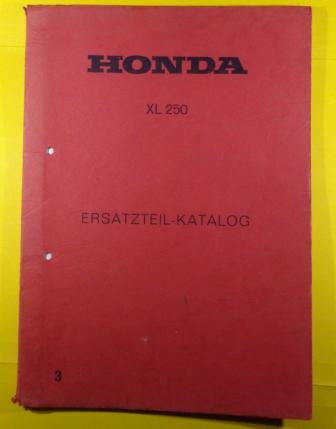 HONDA
XL 250
ERSATZTEIL-KATALOG
3